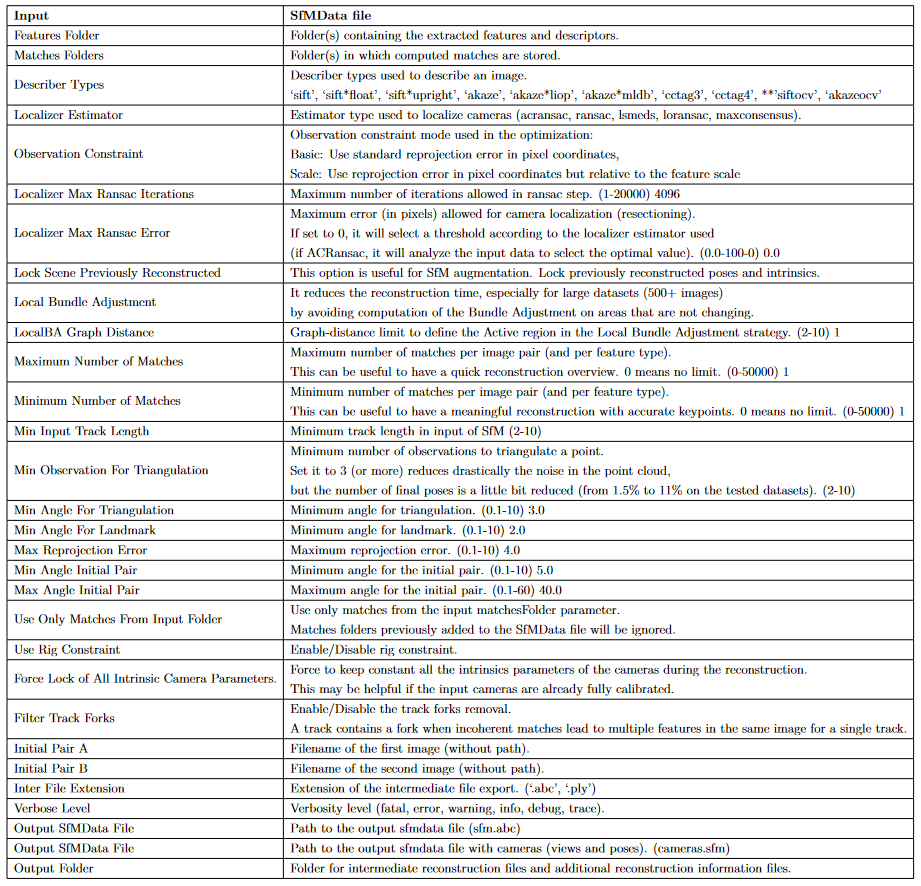 Input SfMData file
Features Folder Folder(s) containing the extracted features and descriptors.
Matches Folders Folder(s) in which computed matches are stored.
Describer Types Describer types used to describe an image.
‘sift’, ‘sift*float’, ‘sift*upright’, ‘akaze’, ‘akaze*liop’, ‘akaze*mldb’, ‘cctag3’, ‘cctag4’, **’siftocv’, ‘akazeocv’
Localizer Estimator Estimator type used to localize cameras (acransac, ransac, lsmeds, loransac, maxconsensus).
Observation Constraint Observation constraint mode used in the optimization:
Basic: Use standard reprojection error in pixel coordinates,
Scale: Use reprojection error in pixel coordinates but relative to the feature scale
Localizer Max Ransac Iterations Maximum number of iterations allowed in ransac step. (1-20000) 4096
Localizer Max Ransac Error Maximum error (in pixels) allowed for camera localization (resectioning).
If set to 0, it will select a threshold according to the localizer estimator used
(if ACRansac, it will analyze the input data to select the optimal value). (0.0-100-0) 0.0
Lock Scene Previously Reconstructed This option is useful for SfM augmentation. Lock previously reconstructed poses and intrinsics.
Local Bundle Adjustment It reduces the reconstruction time, especially for large datasets (500+ images)
by avoiding computation of the Bundle Adjustment on areas that are not changing.
LocalBA Graph Distance Graph-distance limit to define the Active region in the Local Bundle Adjustment strategy. (2-10) 1
Maximum Number of Matches Maximum number of matches per image pair (and per feature type).
This can be useful to have a quick reconstruction overview. 0 means no limit. (0-50000) 1
Minimum Number of Matches Minimum number of matches per image pair (and per feature type).
This can be useful to have a meaningful reconstruction with accurate keypoints. 0 means no limit. (0-50000) 1
Min Input Track Length Minimum track length in input of SfM (2-10)
Min Observation For Triangulation Minimum number of observations to triangulate a point.
Set it to 3 (or more) reduces drastically the noise in the point cloud,
but the number of final poses is a little bit reduced (from 1.5% to 11% on the tested datasets). (2-10)
Min Angle For Triangulation Minimum angle for triangulation. (0.1-10) 3.0
Min Angle For Landmark Minimum angle for landmark. (0.1-10) 2.0
Max Reprojection Error Maximum reprojection error. (0.1-10) 4.0
Min Angle Initial Pair Minimum angle for the initial pair. (0.1-10) 5.0
Max Angle Initial Pair Maximum angle for the initial pair. (0.1-60) 40.0
Use Only Matches From Input Folder Use only matches from the input matchesFolder parameter.
Matches folders previously added to the SfMData file will be ignored.
Use Rig Constraint Enable/Disable rig constraint.
Force Lock of All Intrinsic Camera Parameters. Force to keep constant all the intrinsics parameters of the cameras during the reconstruction.
This may be helpful if the input cameras are already fully calibrated.
Filter Track Forks Enable/Disable the track forks removal.
A track contains a fork when incoherent matches lead to multiple features in the same image for a single track.
Initial Pair A Filename of the first image (without path).
Initial Pair B Filename of the second image (without path).
Inter File Extension Extension of the intermediate file export. (‘.abc’, ‘.ply’)
Verbose Level Verbosity level (fatal, error, warning, info, debug, trace).
Output SfMData File Path to the output sfmdata file (sfm.abc)
Output SfMData File Path to the output sfmdata file with cameras (views and poses). (cameras.sfm)
Output Folder Folder for intermediate reconstruction files and additional reconstruction information files.